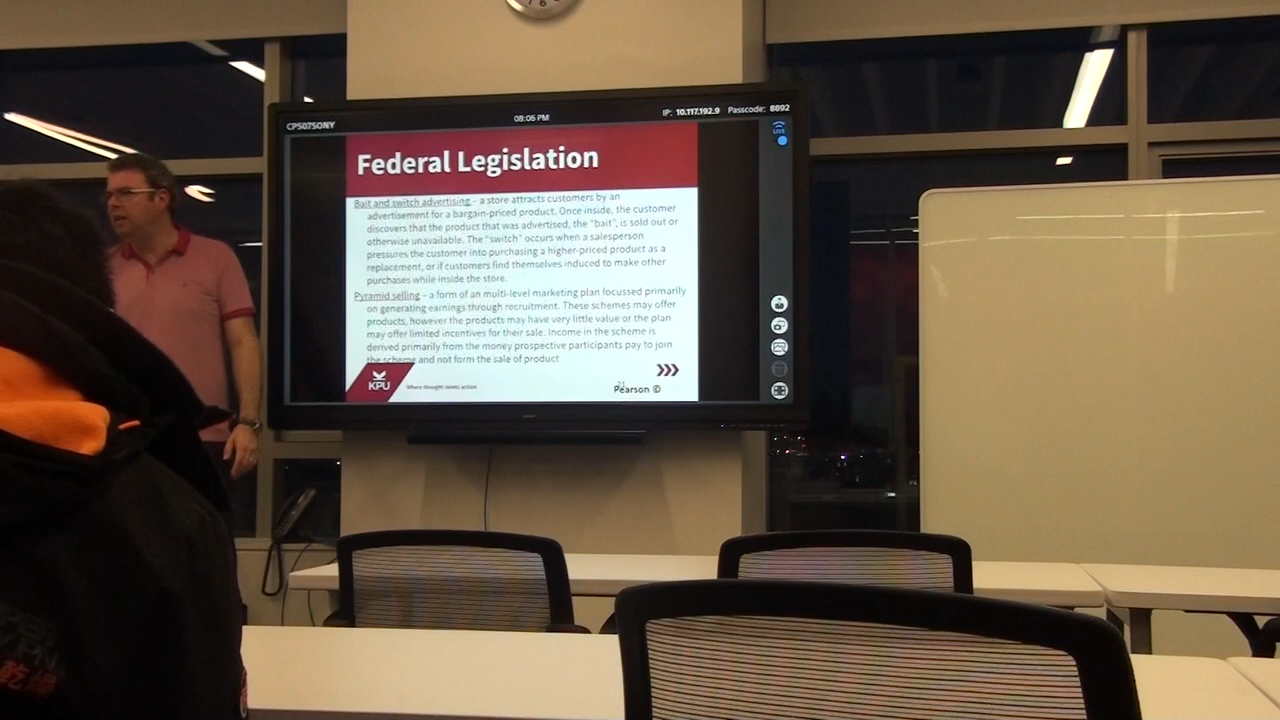 CP507SONY 08:06 PM IP: 10.117.192.9 Passcode: 8892
LIVE
Federal Legislation
Bait and switch advertising – a store attracts customers by an
advertisement for a bargain-priced product. Once inside, the customer
discovers that the product that was advertised, the "bait", is sold out or
otherwise unavailable. The "switch" occurs when a salesperson
pressures the customer into purchasing a higher-priced product as a
replacement, or if customers find themselves induced to make other
purchases while inside the store.
Pyramid selling – a form of an multi-level marketing plan focussed primarily
on generating earnings through recruitment. These schemes may offer
products, however the products may have very little value or the plan
may offer limited incentives for their sale. Income in the scheme is
derived primarily from the money prospective participants pay to join
the scheme and not form the sale of product
KPU Where thought meets action
Pearson ©